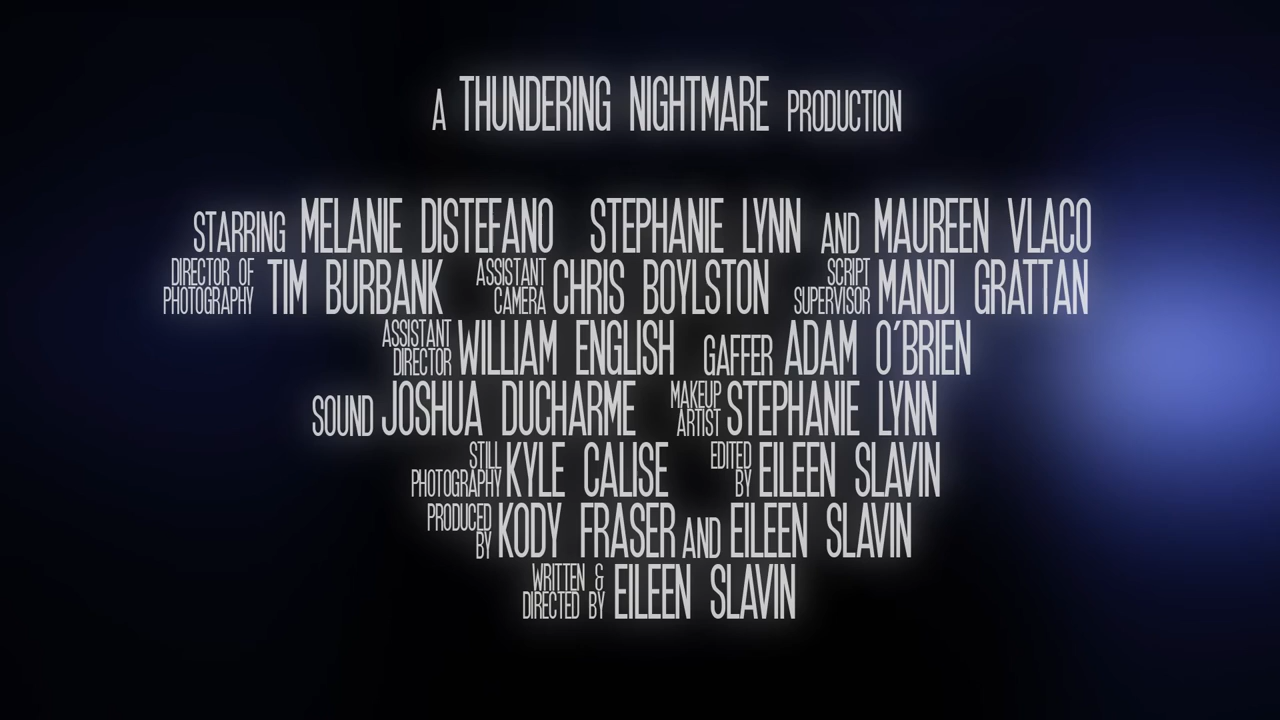 A THUNDERING NIGHTMARE PRODUCTION
STARRING MELANIE DISTEFANO STEPHANIE LYNN AND MAUREEN VLACO
DIRECTOR OF PHOTOGRAPHY TIM BURBANK ASSISTANT CAMERA CHRIS BOYLSTON SCRIPT SUPERVISOR MANDI GRATTAN
ASSISTANT DIRECTOR WILLIAM ENGLISH GAFFER ADAM O'BRIEN
SOUND JOSHUA DUCHARME MAKEUP ARTIST STEPHANIE LYNN
STILL PHOTOGRAPHY KYLE CALISE EDITED BY EILEEN SLAVIN
PRODUCED BY KODY FRASER AND EILEEN SLAVIN
WRITTEN & DIRECTED BY EILEEN SLAVIN